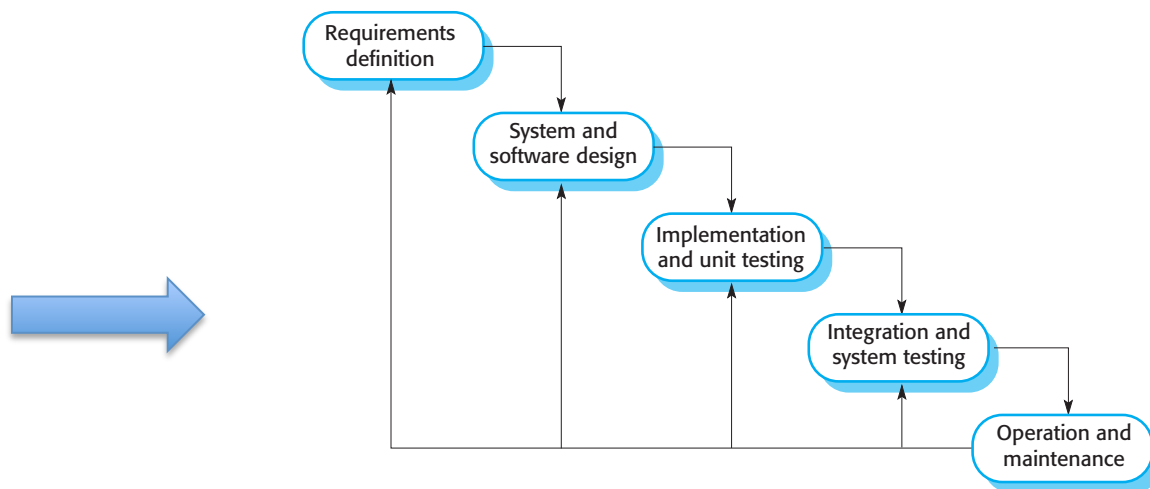 Requirements
definition
System and
software design
Implementation
and unit testing
Integration and
system testing
Operation and
maintenance